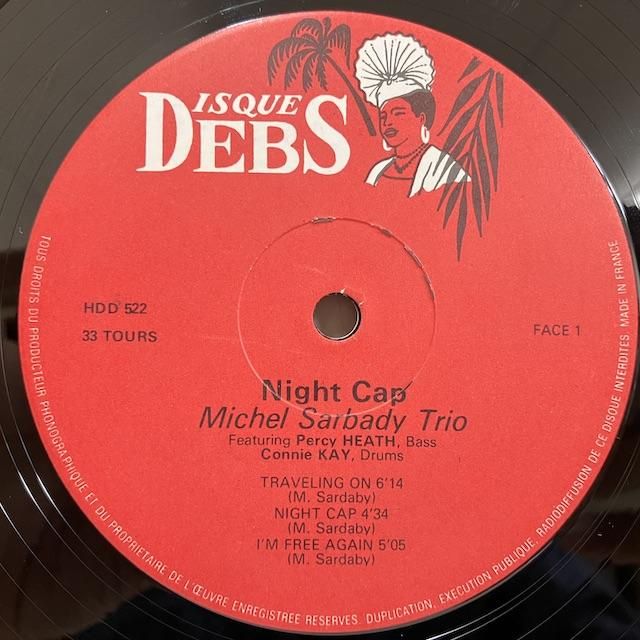 DISQUE
DEBS
HDD 522
33 TOURS
FACE 1
Night Cap
Michel Sarbady Trio
Featuring Percy HEATH, Bass
Connie KAY, Drums
TRAVELING ON 6'14
(M. Sardaby)
NIGHT CAP 4'34
(M. Sardaby)
I'M FREE AGAIN 5'05
(M. Sardaby)
TOUS DROITS DU PRODUCTEUR PHONOGRAPHIQUE ET DU PROPRIETAIRE DE L'ŒUVRE ENREGISTREE RESERVES. DUPLICATION, EXECUTION PUBLIQUE, RADIODIFFUSION DE CE DISQUE INTERDITES MADE IN FRANCE